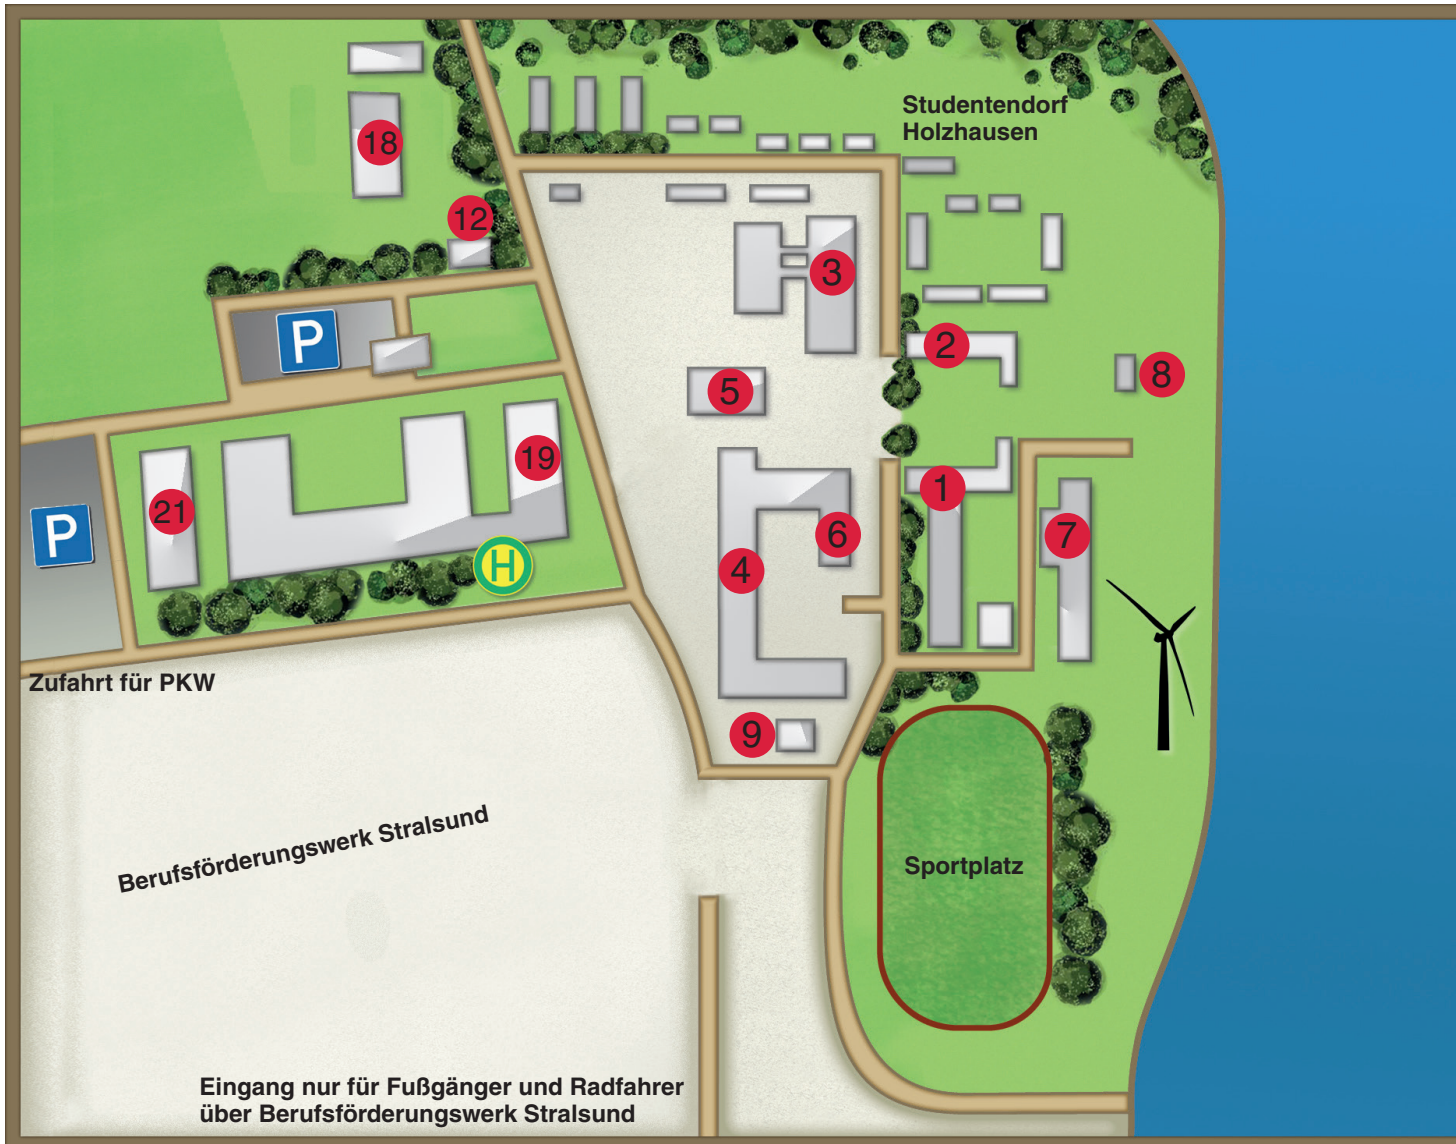 Studentendorf
Holzhausen
18
12
3
P
2
8
5
19
21
1
P
7
6
H
4
Zufahrt für PKW
9
Berufsförderungswerk Stralsund
Sportplatz
Eingang nur für Fußgänger und Radfahrer
über Berufsförderungswerk Stralsund